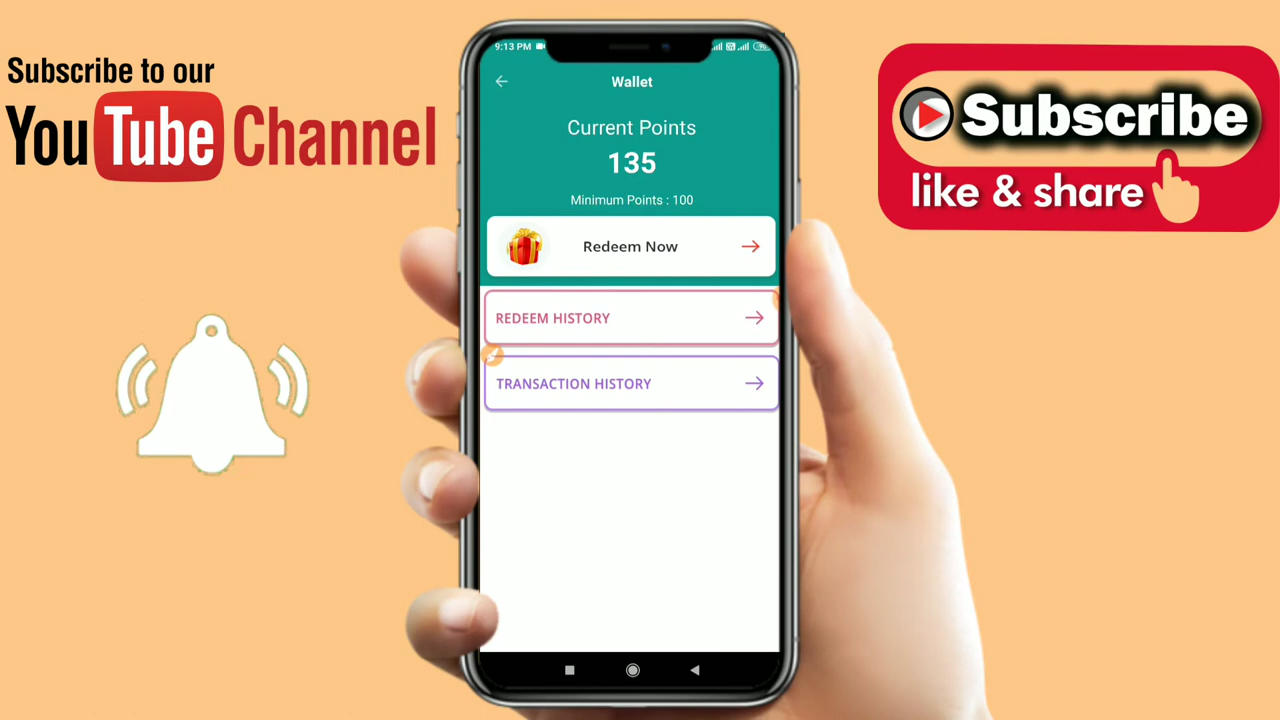 Subscribe to our
YouTube Channel
9:13 PM
Wallet
Current Points
135
Minimum Points : 100
Redeem Now
REDEEM HISTORY
TRANSACTION HISTORY
Subscribe
like & share